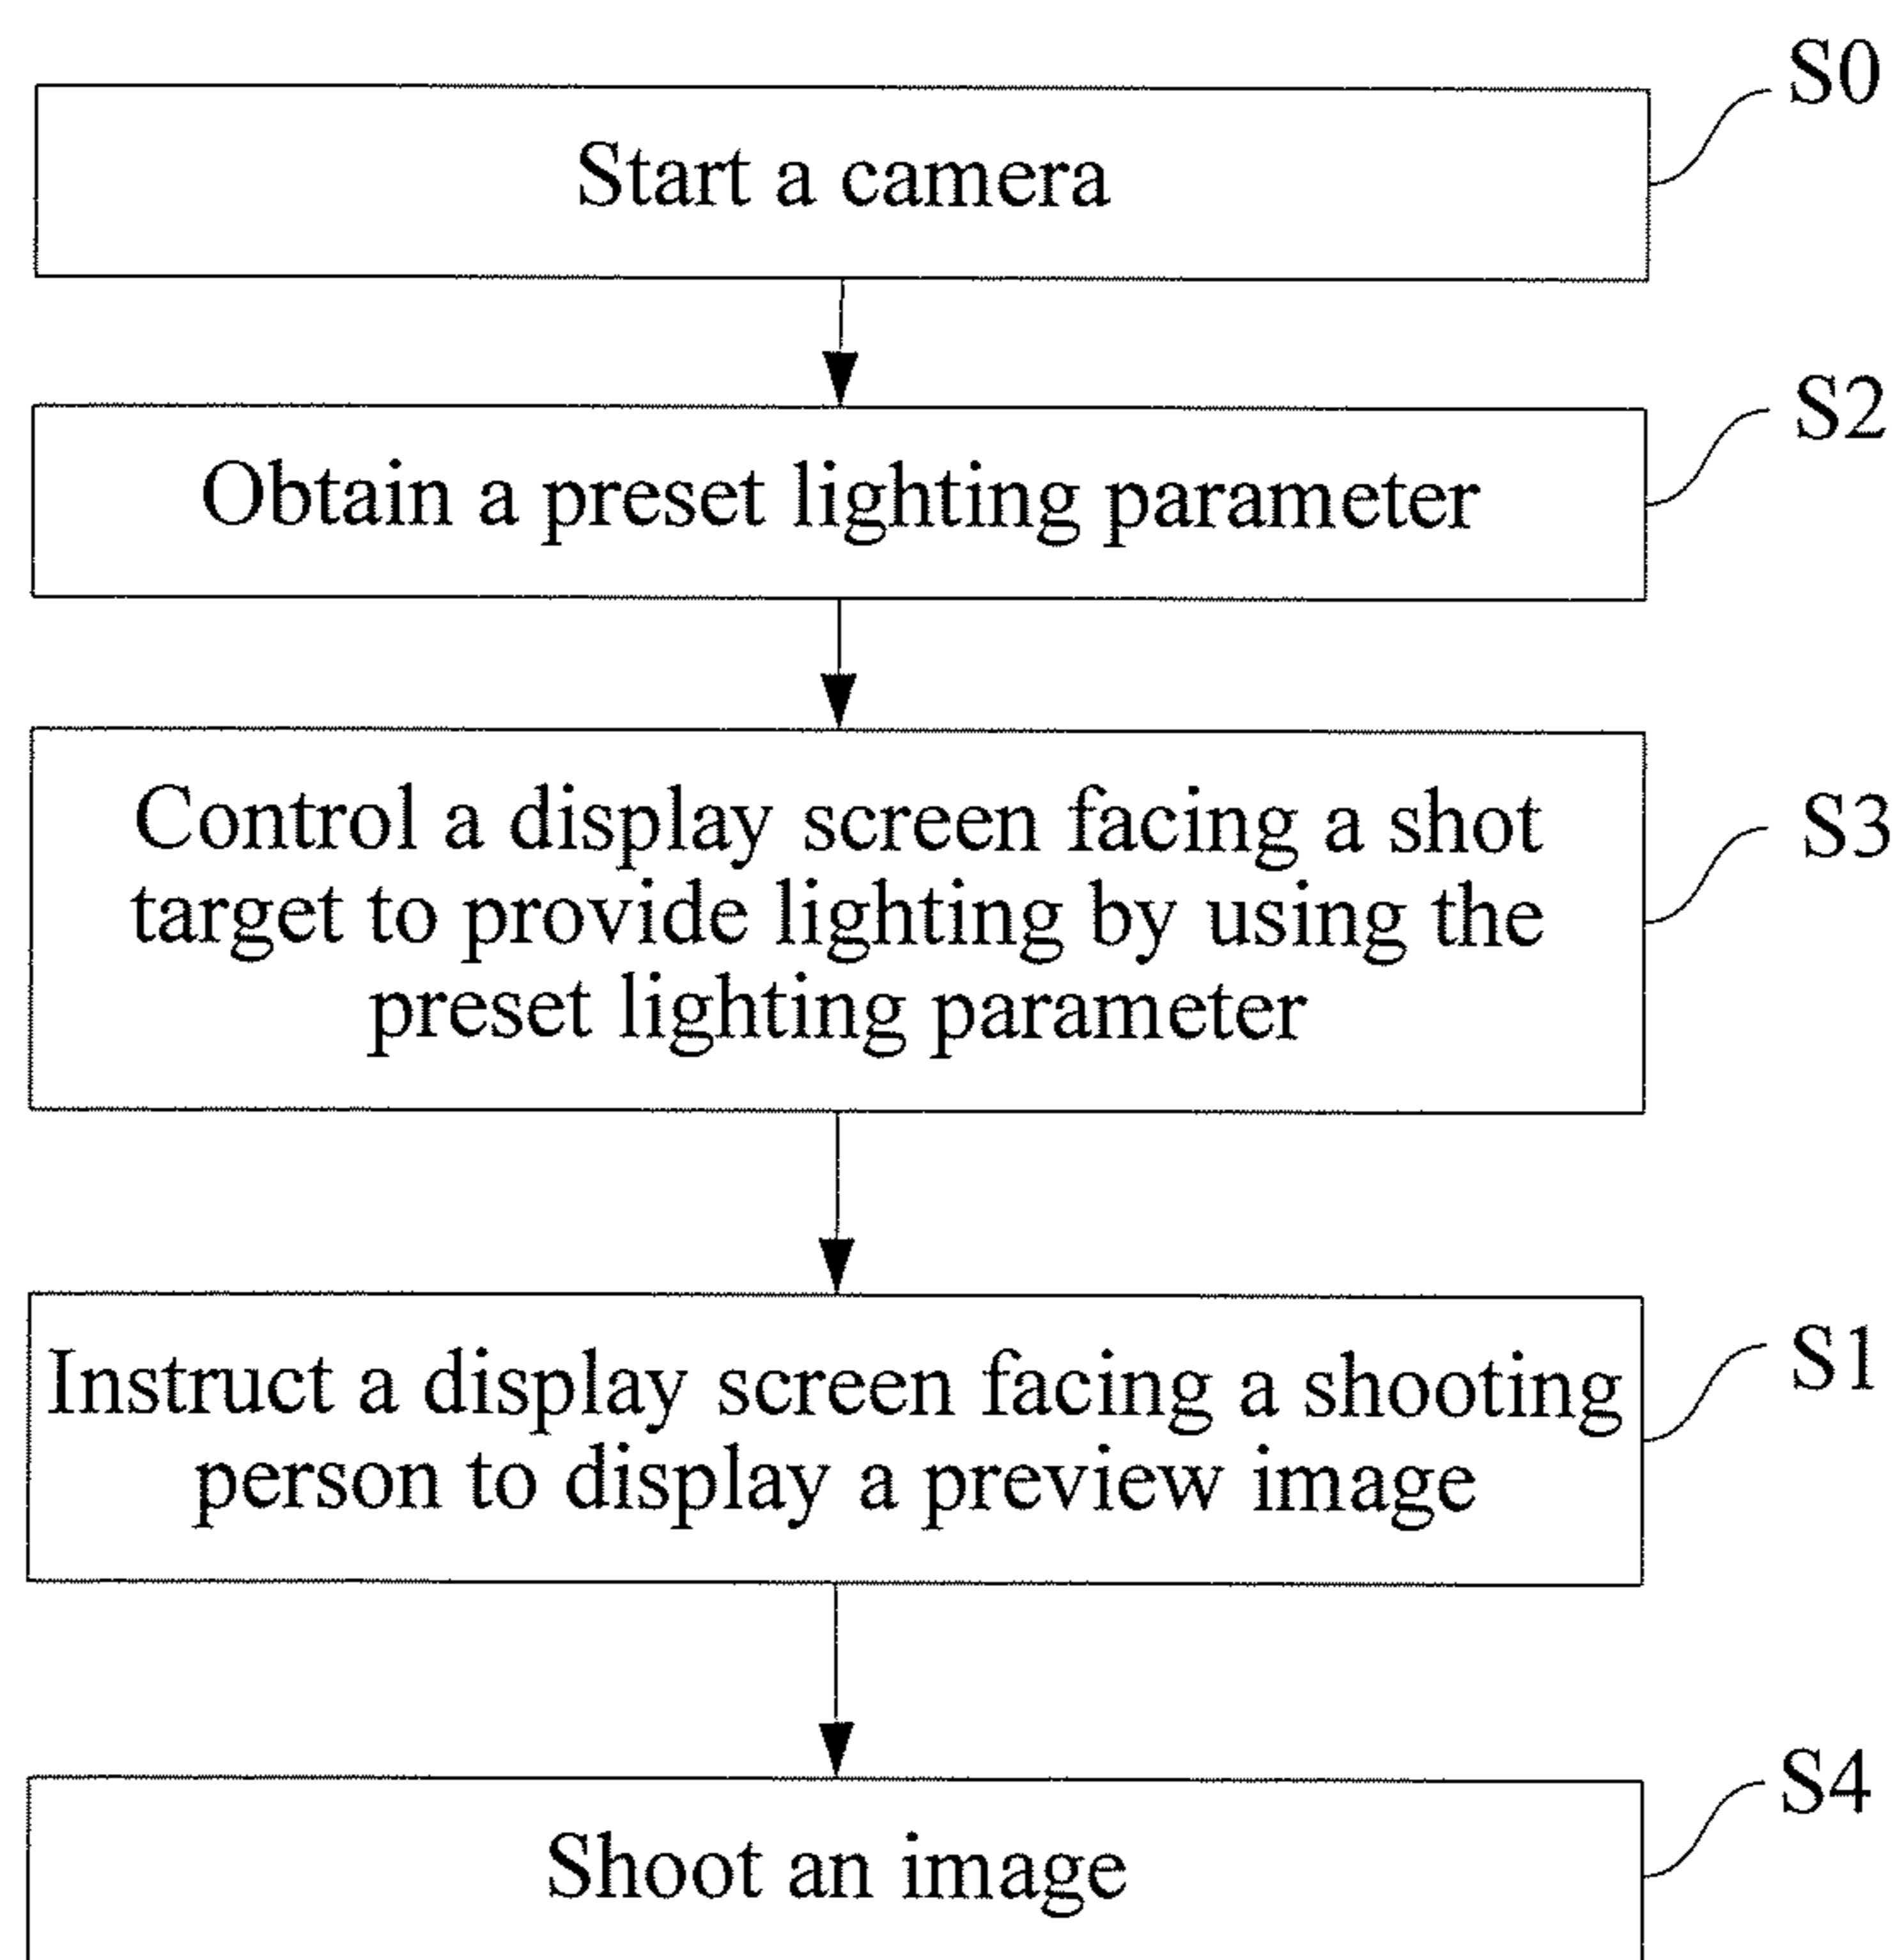 S0
Start a camera
S2
Obtain a preset lighting parameter
S3
Control a display screen facing a shot
target to provide lighting by using the
preset lighting parameter
S1
Instruct a display screen facing a shooting
person to display a preview image
S4
Shoot an image